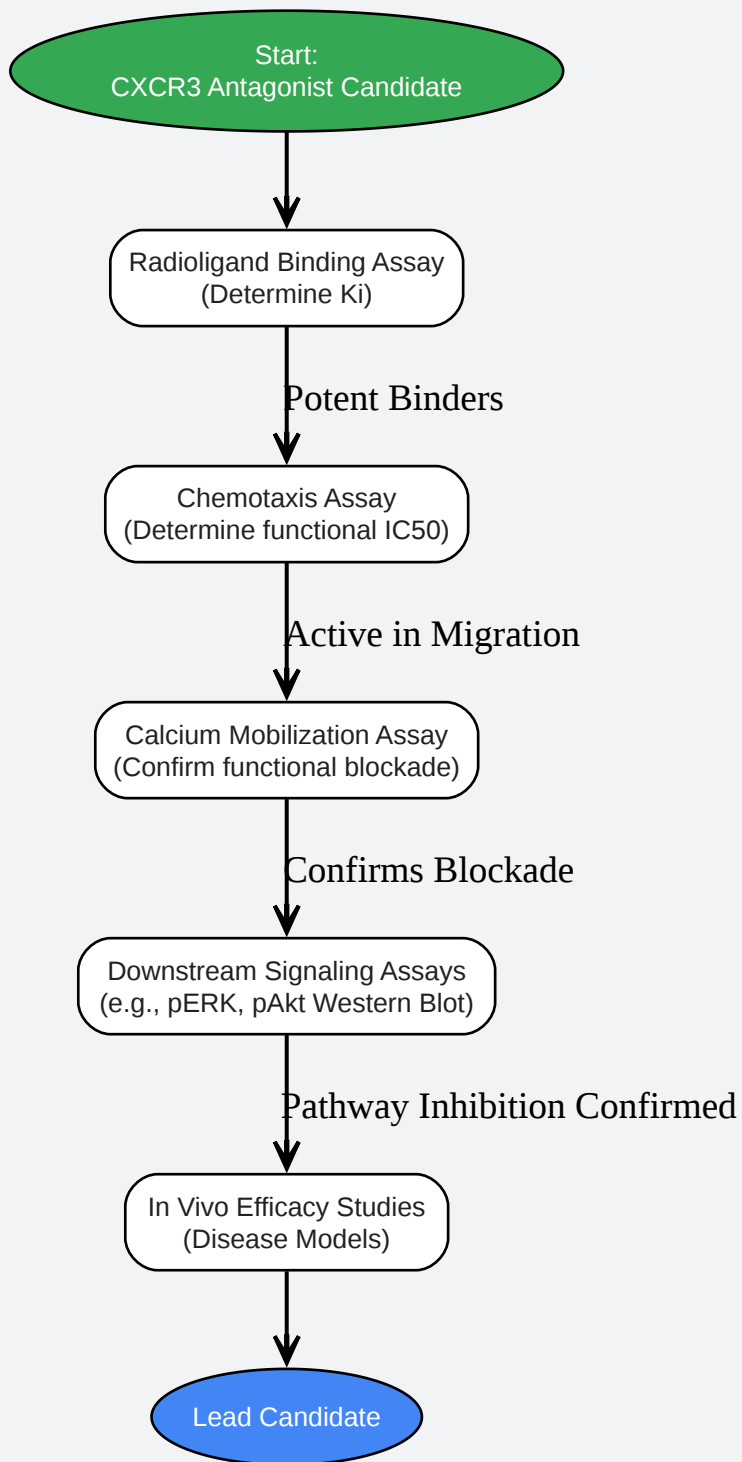 Start:
CXCR3 Antagonist Candidate
Radioligand Binding Assay
(Determine Ki)
Potent Binders
Chemotaxis Assay
(Determine functional IC50)
Active in Migration
Calcium Mobilization Assay
(Confirm functional blockade)
Confirms Blockade
Downstream Signaling Assays
(e.g., pERK, pAkt Western Blot)
Pathway Inhibition Confirmed
In Vivo Efficacy Studies
(Disease Models)
Lead Candidate